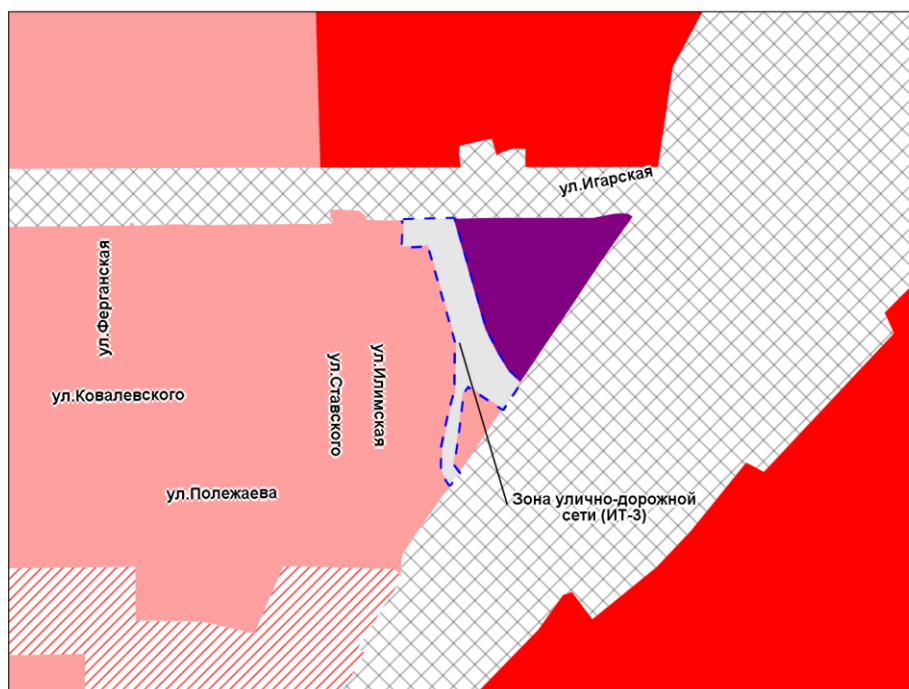 ул.Игарская
ул.Ферганская
ул.Ковалевского
ул.Ставского
ул.Илимская
ул.Полежаева
Зона улично-дорожной
сети (ИТ-3)